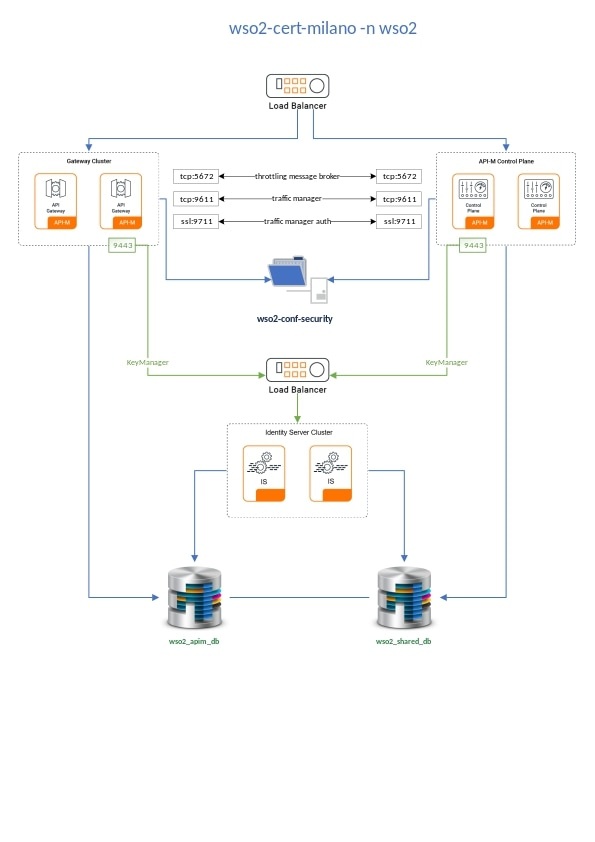 wso2-cert-milano -n wso2
Load Balancer
Gateway Cluster
API
Gateway
API-M
API
Gateway
API-M
tcp:5672
throttling message broker
tcp:5672
tcp:9611
traffic manager
tcp:9611
ssl:9711
traffic manager auth
ssl:9711
API-M Control Plane
Control
Plane
API-M
Control
Plane
API-M
9443
9443
wso2-conf-security
KeyManager
KeyManager
Load Balancer
Identity Server Cluster
IS
IS
wso2_apim_db
wso2_shared_db